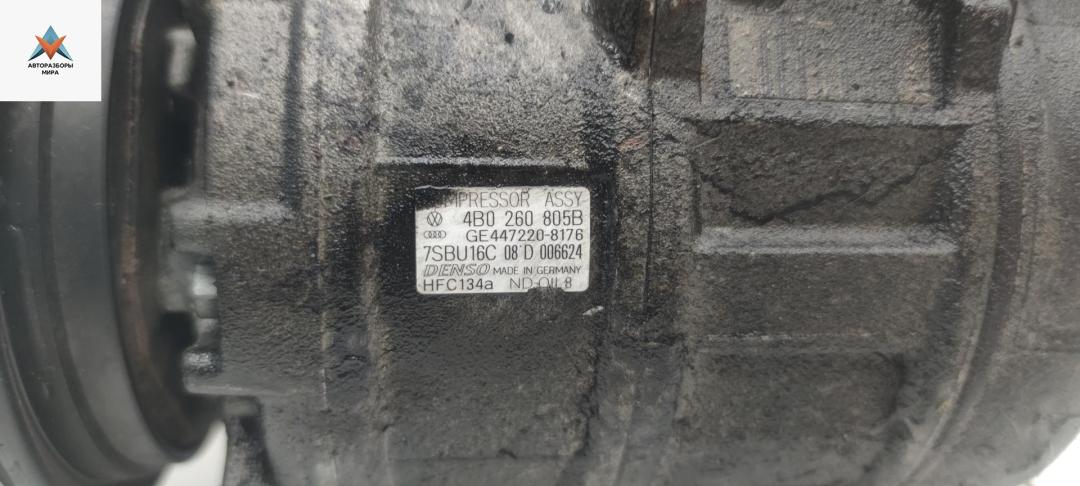 АВТОРАЗБОРЫ
МИРА
COMPRESSOR ASSY
4B0 260 805B
GE447220-8176
7SBU16C 08'D 006624
DENSO MADE IN GERMANY
HFC134a ND-OIL8